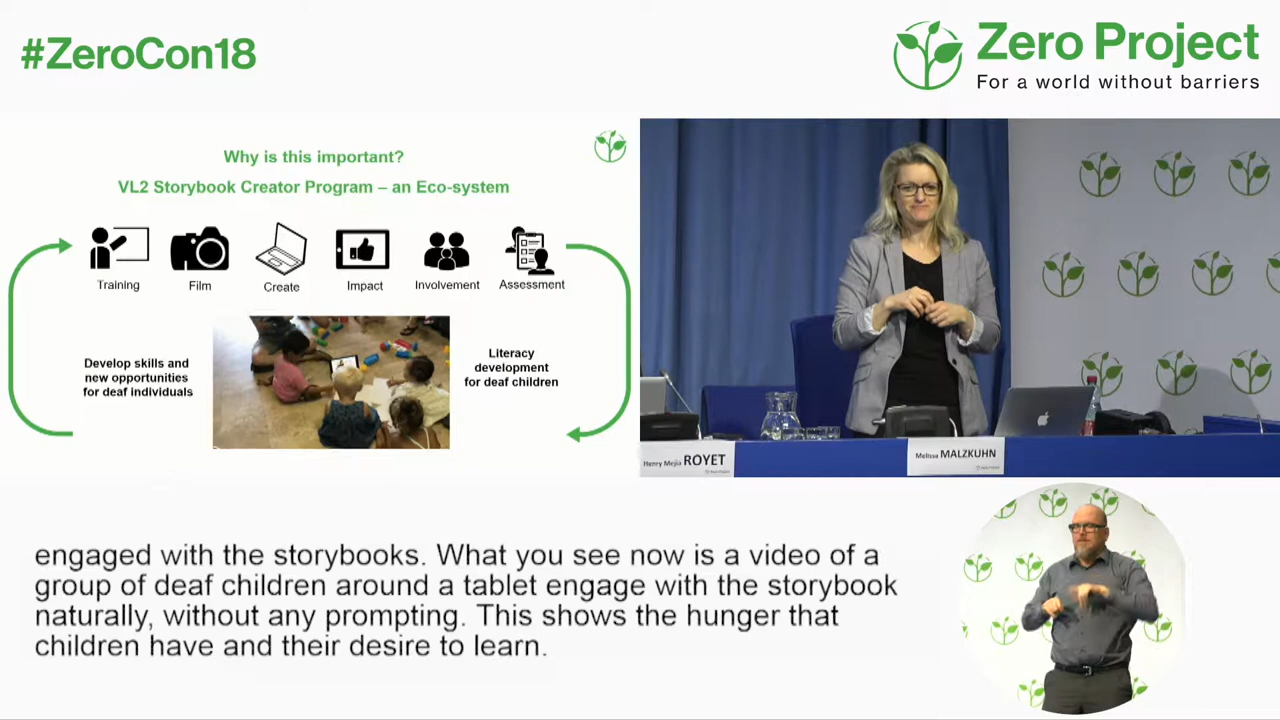 #ZeroCon18
Zero Project
For a world without barriers
Why is this important?
VL2 Storybook Creator Program – an Eco-system
Training
Film
Create
Impact
Involvement
Assessment
Develop skills and
new opportunities
for deaf individuals
Literacy
development
for deaf children
Henry Mejia ROYET
Melissa MALZKUHN
engaged with the storybooks. What you see now is a video of a
group of deaf children around a tablet engage with the storybook
naturally, without any prompting. This shows the hunger that
children have and their desire to learn.